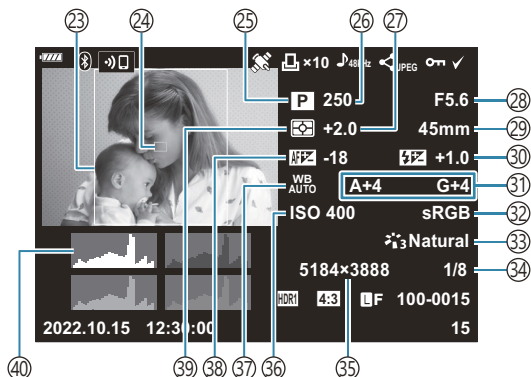 ㉓ ㉔ ㉕ ㉖ ㉗
×10 48kHz JPEG
P 250 F5.6 ㉘
+2.0 45mm ㉙
AF -18 +1.0 ㉚
WB AUTO A+4 G+4 ㉛
ISO 400 sRGB ㉜
3 Natural ㉝
5184×3888 1/8 ㉞
HDR1 4:3 L F 100-0015
2022.10.15 12:30:00 15
㊵ ㊴ ㊳ ㊲ ㊱ ㉟